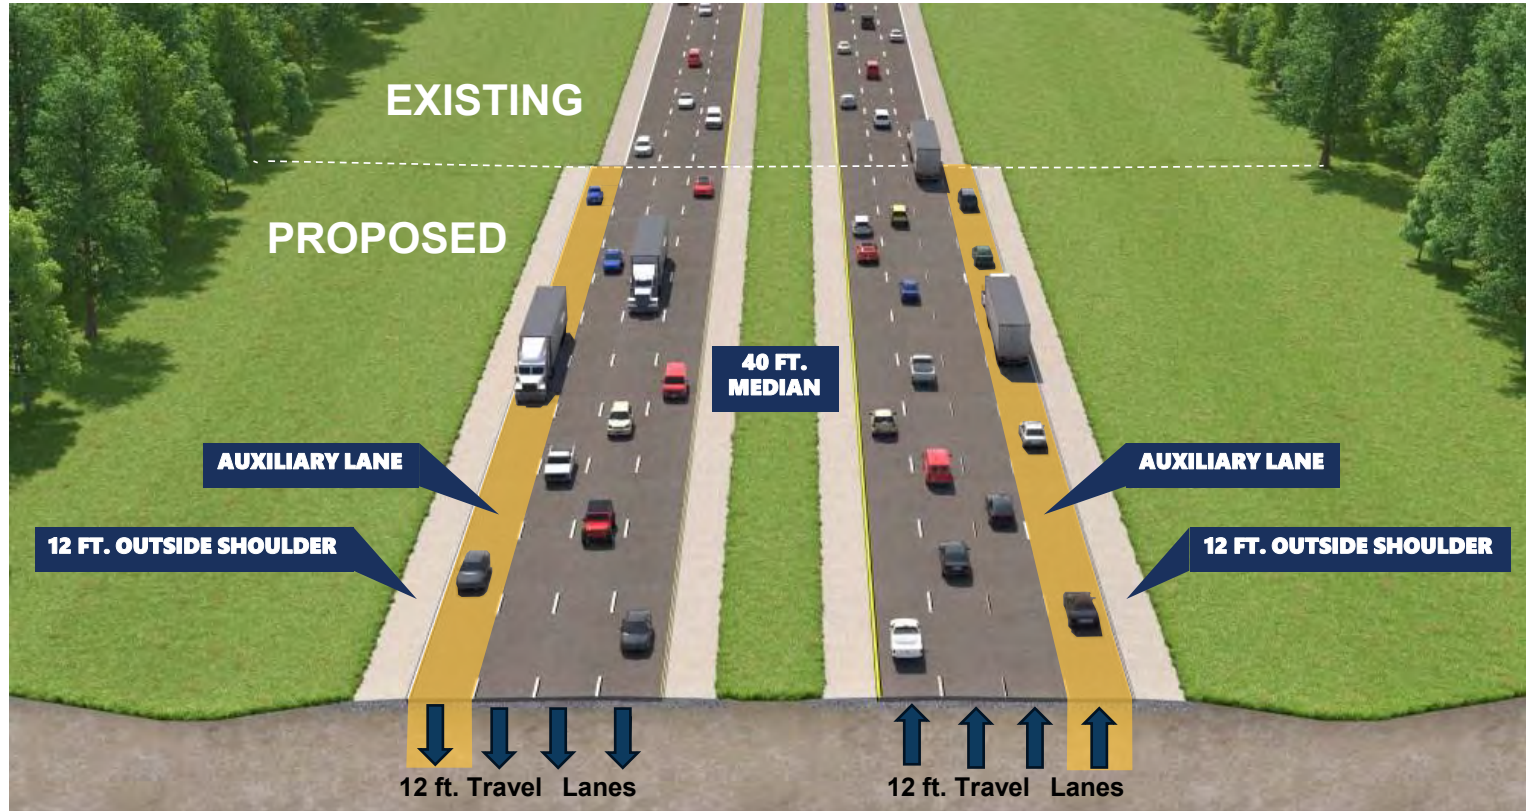 EXISTING
PROPOSED
40 FT.
MEDIAN
AUXILIARY LANE
AUXILIARY LANE
12 FT. OUTSIDE SHOULDER
12 FT. OUTSIDE SHOULDER
12 ft. Travel Lanes
12 ft. Travel Lanes